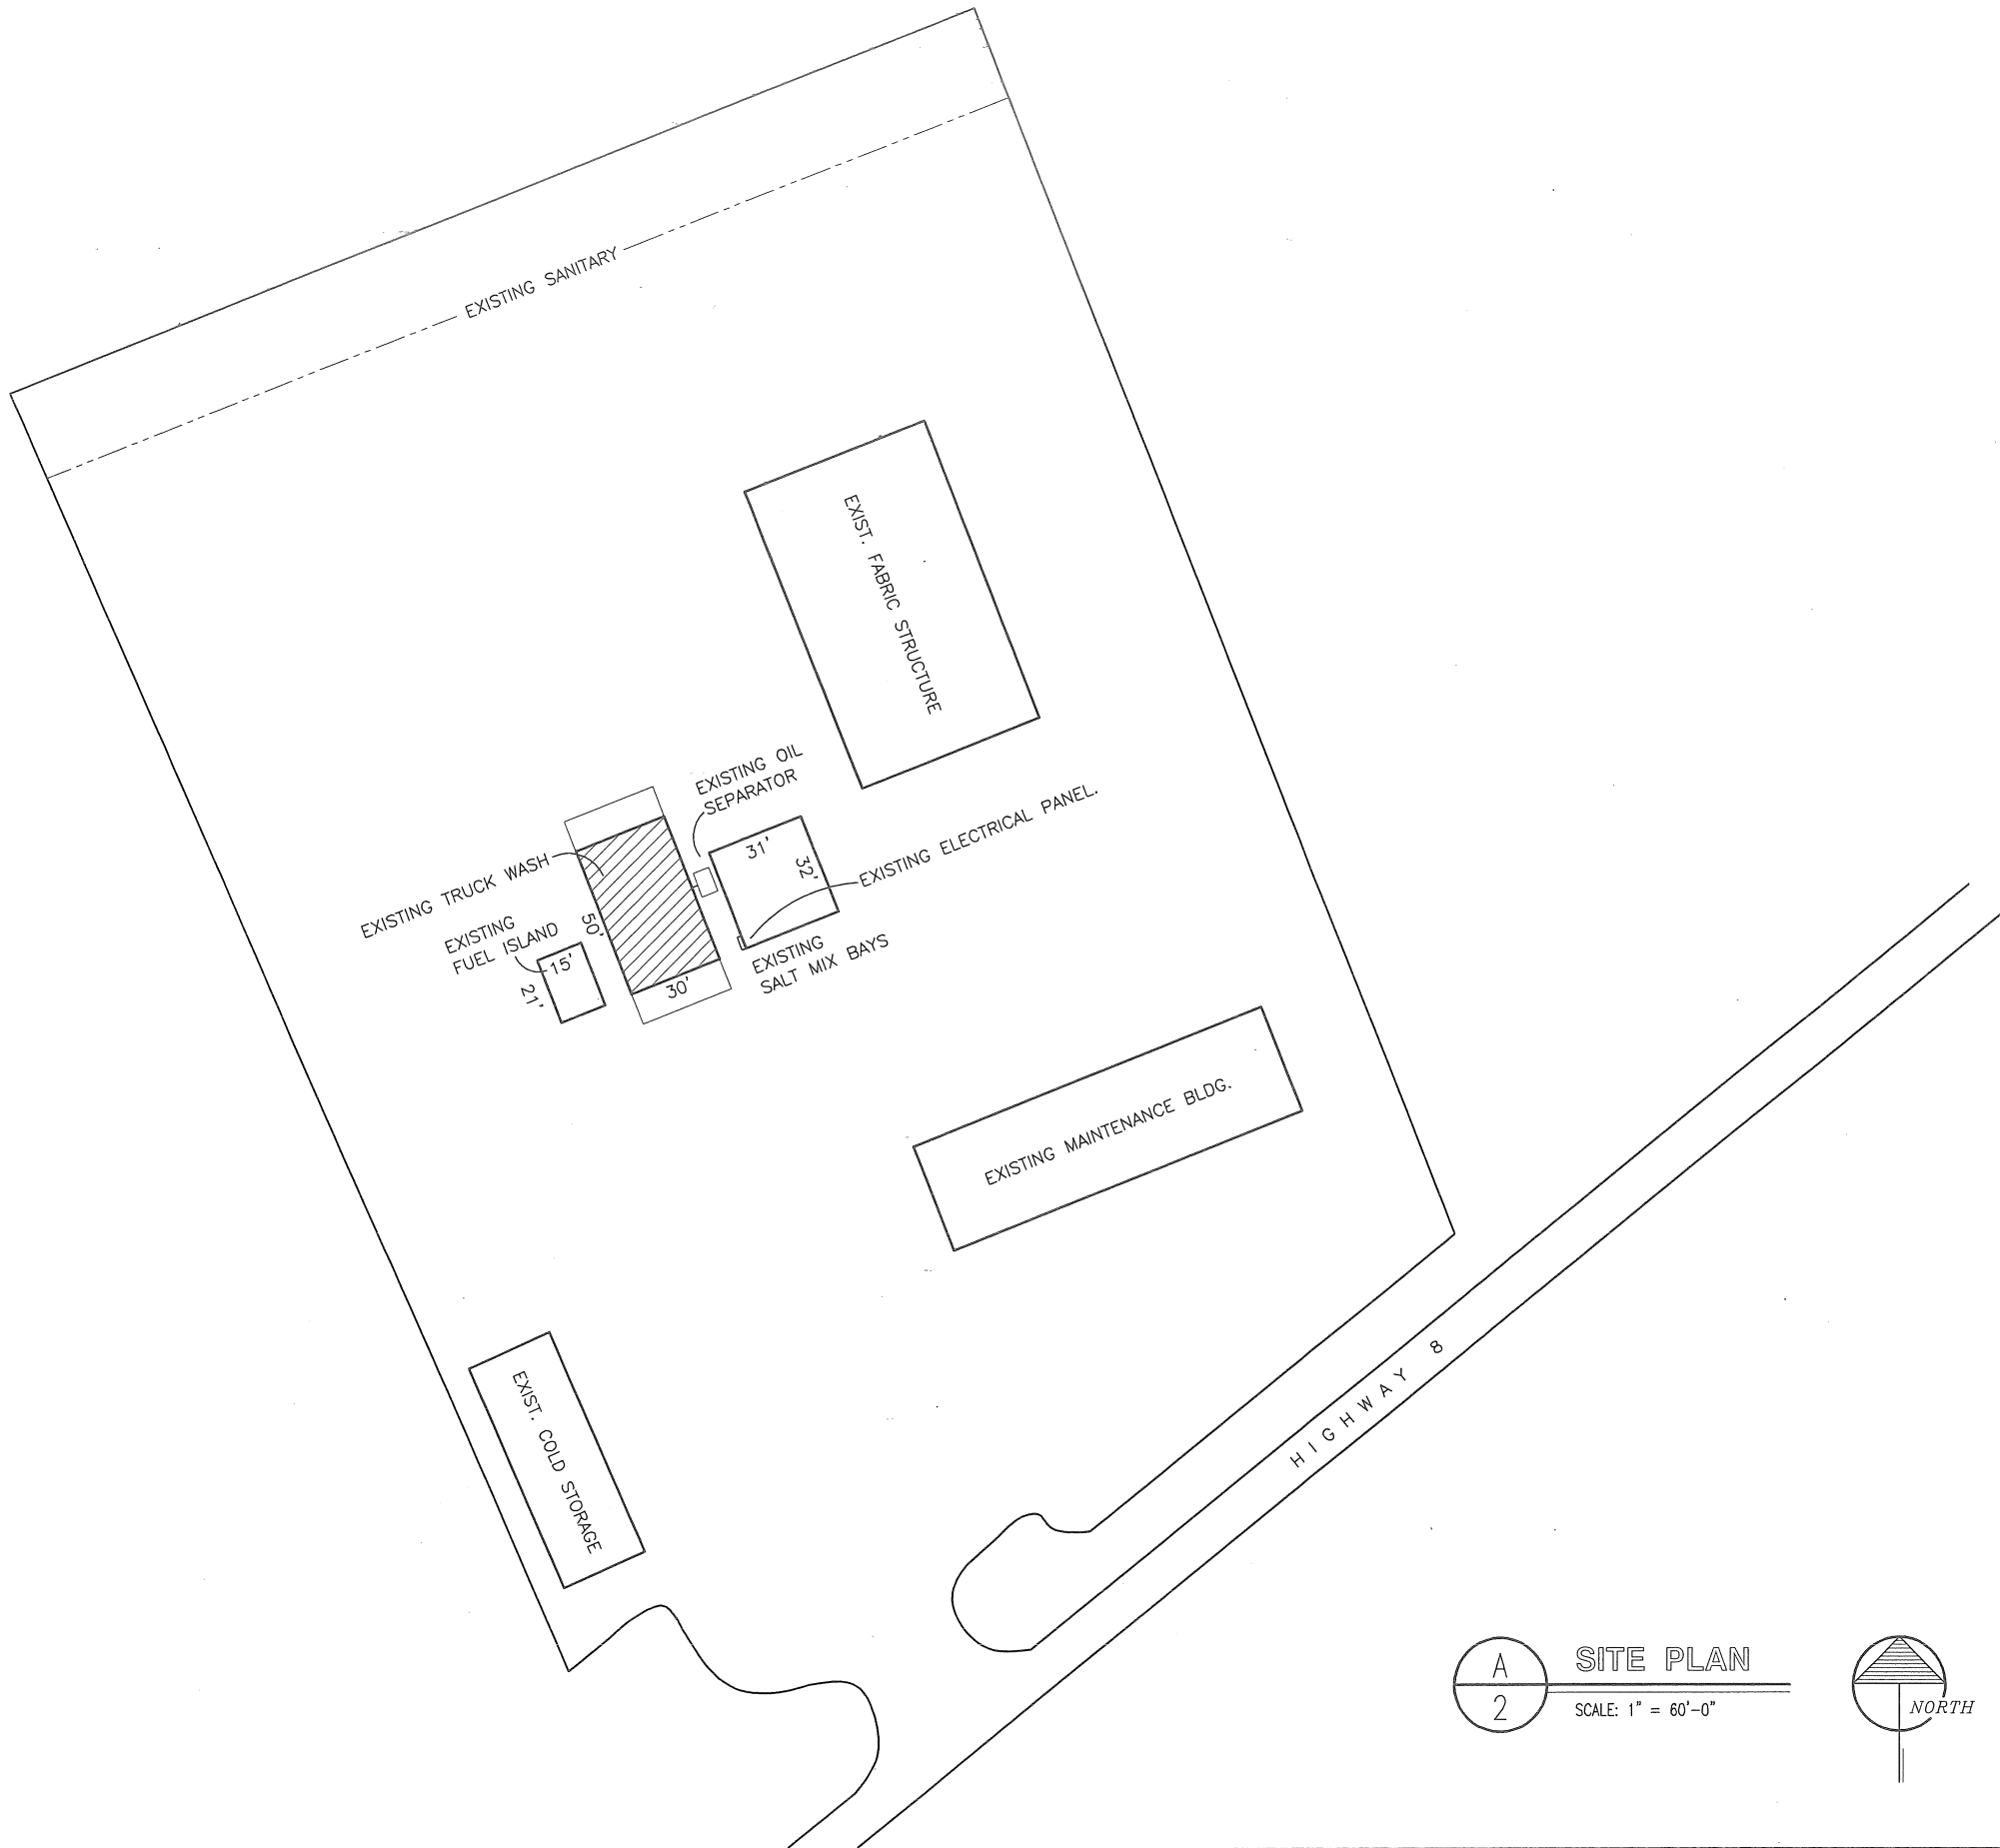 EXISTING SANITARY
EXIST. FABRIC STRUCTURE
EXISTING OIL
SEPARATOR
31'
32'
EXISTING ELECTRICAL PANEL.
EXISTING TRUCK WASH
50'
30'
EXISTING
FUEL ISLAND
15'
21'
EXISTING
SALT MIX BAYS
EXISTING MAINTENANCE BLDG.
EXIST. COLD STORAGE
HIGHWAY 8
A
2
SITE PLAN
SCALE: 1" = 60'-0"
NORTH